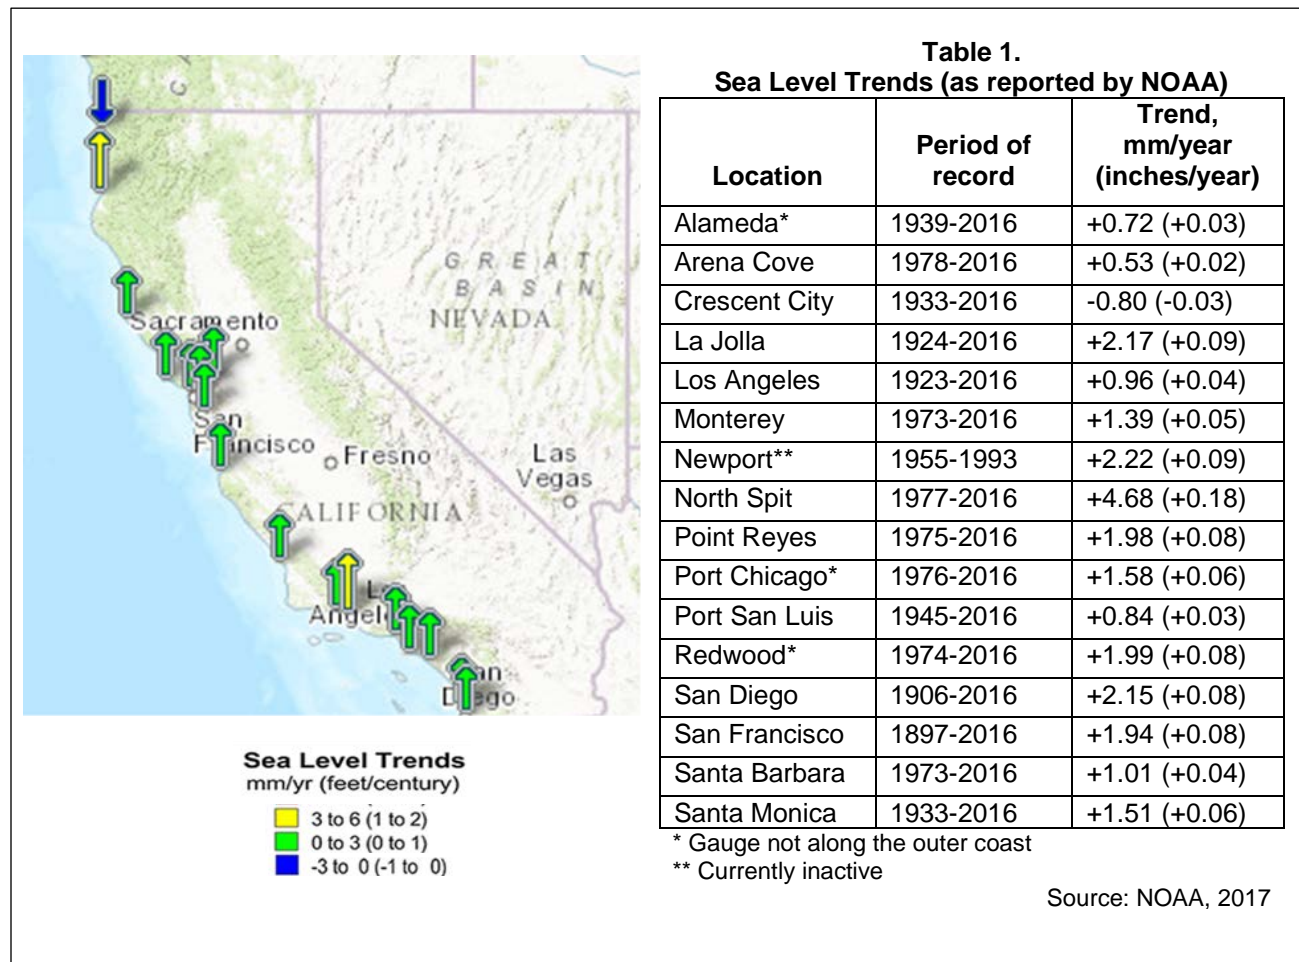 Table 1.
Sea Level Trends (as reported by NOAA)
Location Period of record Trend, mm/year (inches/year)
Alameda* 1939-2016 +0.72 (+0.03)
Arena Cove 1978-2016 +0.53 (+0.02)
Crescent City 1933-2016 -0.80 (-0.03)
La Jolla 1924-2016 +2.17 (+0.09)
Los Angeles 1923-2016 +0.96 (+0.04)
Monterey 1973-2016 +1.39 (+0.05)
Newport** 1955-1993 +2.22 (+0.09)
North Spit 1977-2016 +4.68 (+0.18)
Point Reyes 1975-2016 +1.98 (+0.08)
Port Chicago* 1976-2016 +1.58 (+0.06)
Port San Luis 1945-2016 +0.84 (+0.03)
Redwood* 1974-2016 +1.99 (+0.08)
San Diego 1906-2016 +2.15 (+0.08)
San Francisco 1897-2016 +1.94 (+0.08)
Santa Barbara 1973-2016 +1.01 (+0.04)
Santa Monica 1933-2016 +1.51 (+0.06)
* Gauge not along the outer coast
** Currently inactive
Source: NOAA, 2017
GREAT
BASIN
NEVADA
Sacramento
San
Francisco
Fresno
Las
Vegas
CALIFORNIA
Angel
Diego
Sea Level Trends
mm/yr (feet/century)
3 to 6 (1 to 2)
0 to 3 (0 to 1)
-3 to 0 (-1 to 0)